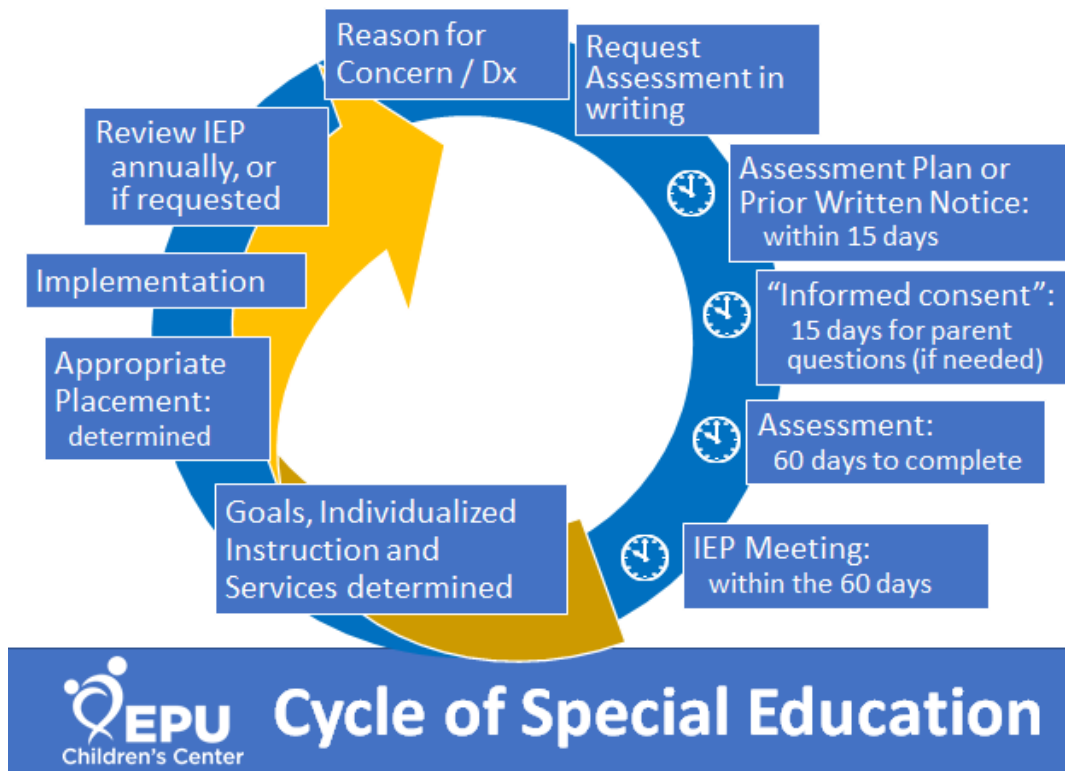 Reason for
Concern / Dx
Request
Assessment in
writing
Assessment Plan or
Prior Written Notice:
within 15 days
“Informed consent”:
15 days for parent
questions (if needed)
Assessment:
60 days to complete
IEP Meeting:
within the 60 days
Goals, Individualized
Instruction and
Services determined
Appropriate
Placement:
determined
Implementation
Review IEP
annually, or
if requested
EPU
Children's Center
Cycle of Special Education